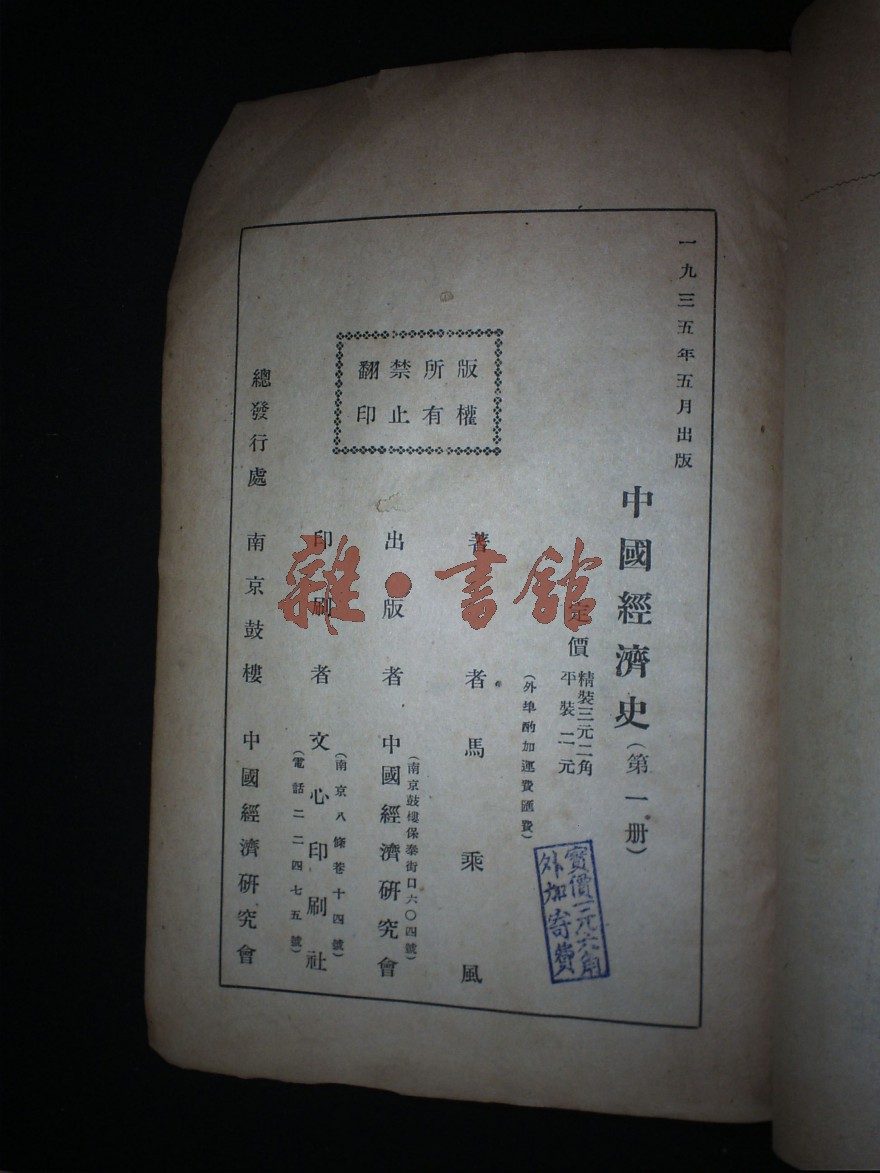 一九三五年五月出版
中國經濟史(第一册)
定價
精裝三元二角
平裝二元
(外埠酌加運費匯費)
實價一元六角
外加寄費
版權所有
禁止翻印
著者 馬乘風
出版者 中國經濟研究會
(南京鼓樓保泰街口六〇四號)
印刷者 文心印刷社
(南京八條巷十四號)
(電話二二四七五號)
總發行處 南京鼓樓 中國經濟研究會
雜·書館